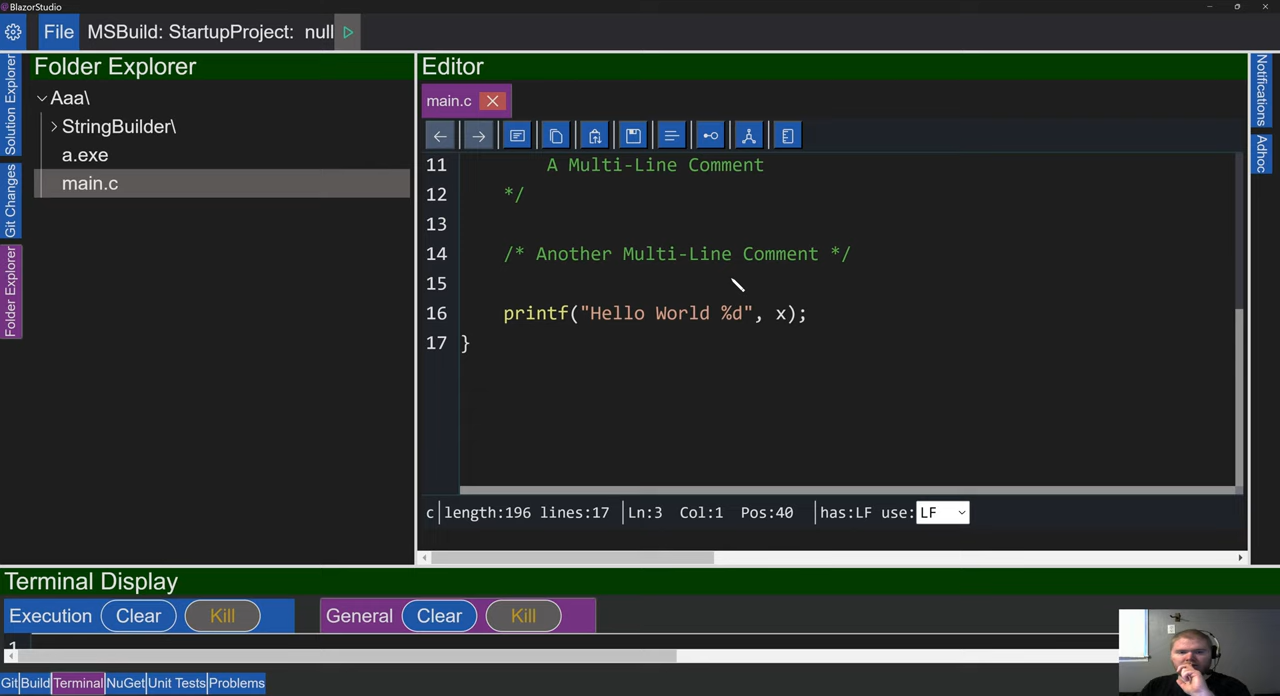 BlazorStudio
File MSBuild: StartupProject: null
Folder Explorer
Aaa\
StringBuilder\
a.exe
main.c
Solution Explorer
Git Changes
Folder Explorer
Editor
main.c
11 A Multi-Line Comment
12 */
13
14 /* Another Multi-Line Comment */
15
16 printf("Hello World %d", x);
17 }
c length:196 lines:17 Ln:3 Col:1 Pos:40 has:LF use: LF
Notifications
Adhoc
Terminal Display
Execution Clear Kill General Clear Kill
1
Git Build Terminal NuGet Unit Tests Problems